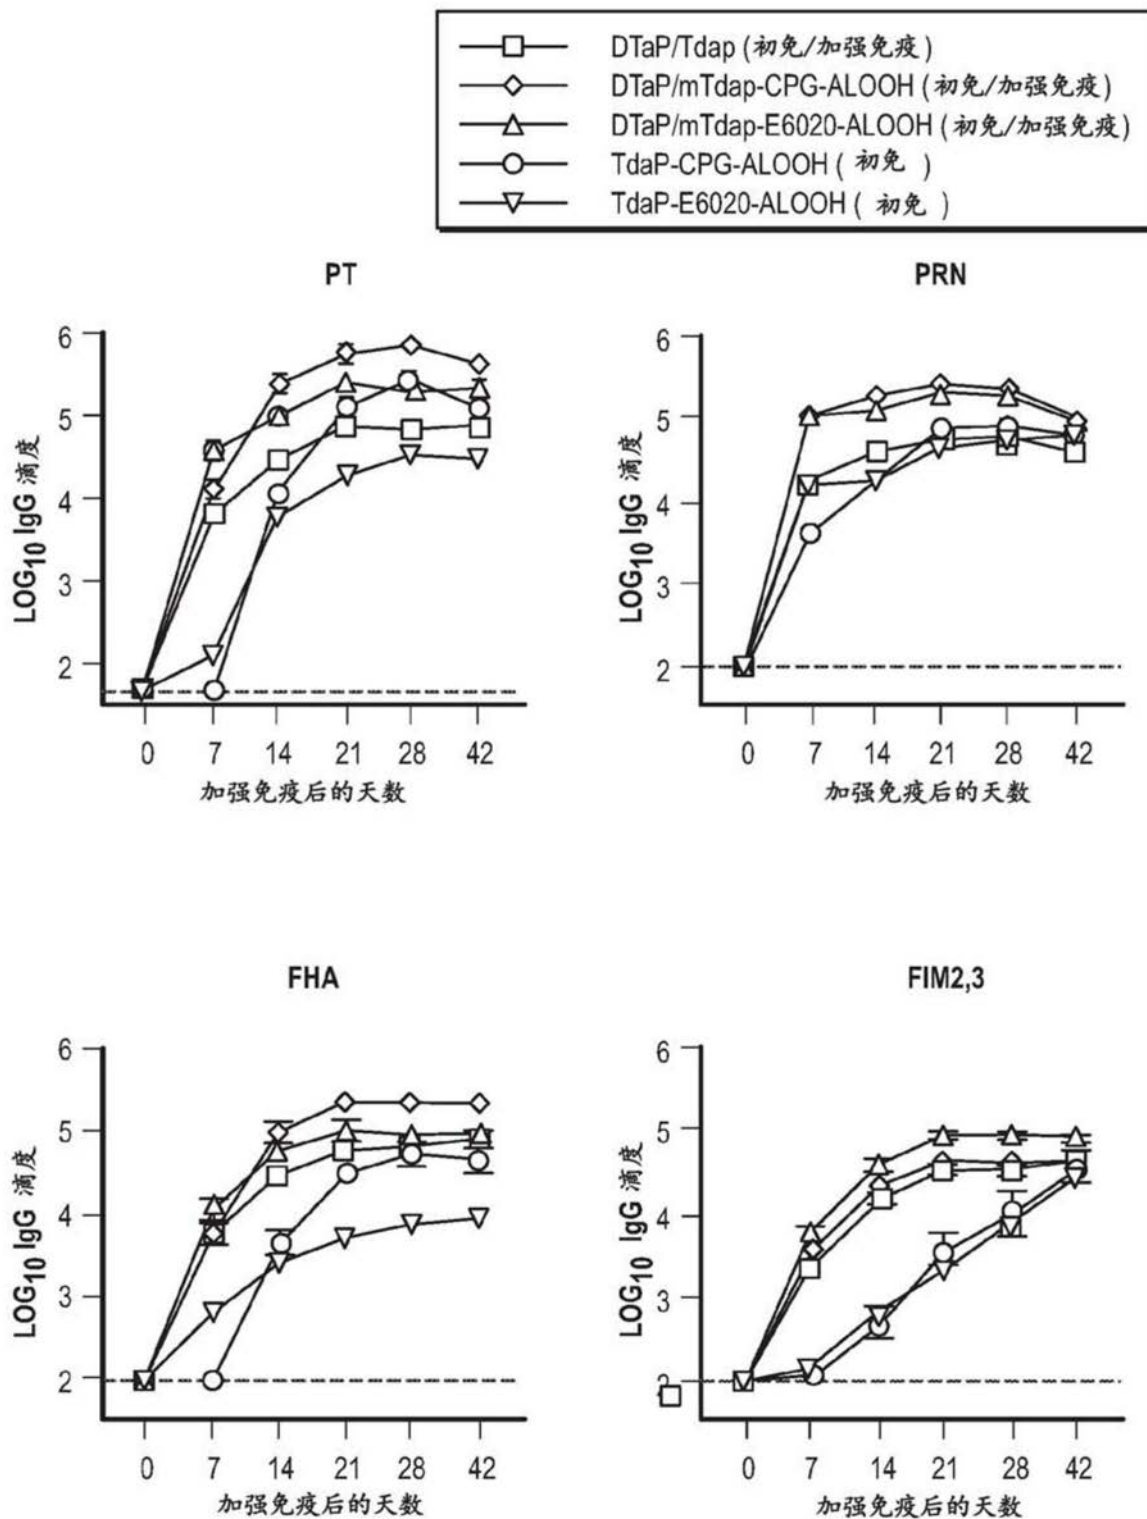 DTaP/Tdap (初免/加强免疫)
DTaP/mTdap-CPG-ALOOH (初免/加强免疫)
DTaP/mTdap-E6020-ALOOH (初免/加强免疫)
TdaP-CPG-ALOOH ( 初免 )
TdaP-E6020-ALOOH ( 初免 )
PT
LOG10 IgG 滴度
6
5
4
3
2
0 7 14 21 28 42
加强免疫后的天数
PRN
LOG10 IgG 滴度
6
5
4
3
2
0 7 14 21 28 42
加强免疫后的天数
FHA
LOG10 IgG 滴度
6
5
4
3
2
0 7 14 21 28 42
加强免疫后的天数
FIM2,3
LOG10 IgG 滴度
6
5
4
3
2
0 7 14 21 28 42
加强免疫后的天数